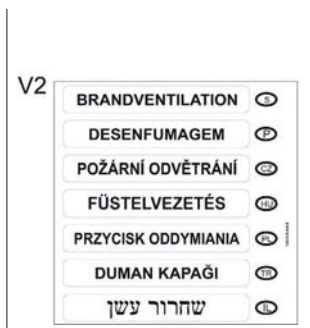 V2
BRANDVENTILATION S
DESENFUMAGEM P
POŽÁRNÍ ODVĚTRÁNÍ CZ
FÜSTELVEZETÉS HU
PRZYCISK ODDYMIANIA PL
DUMAN KAPAĞI TR
שחרור עשן IL